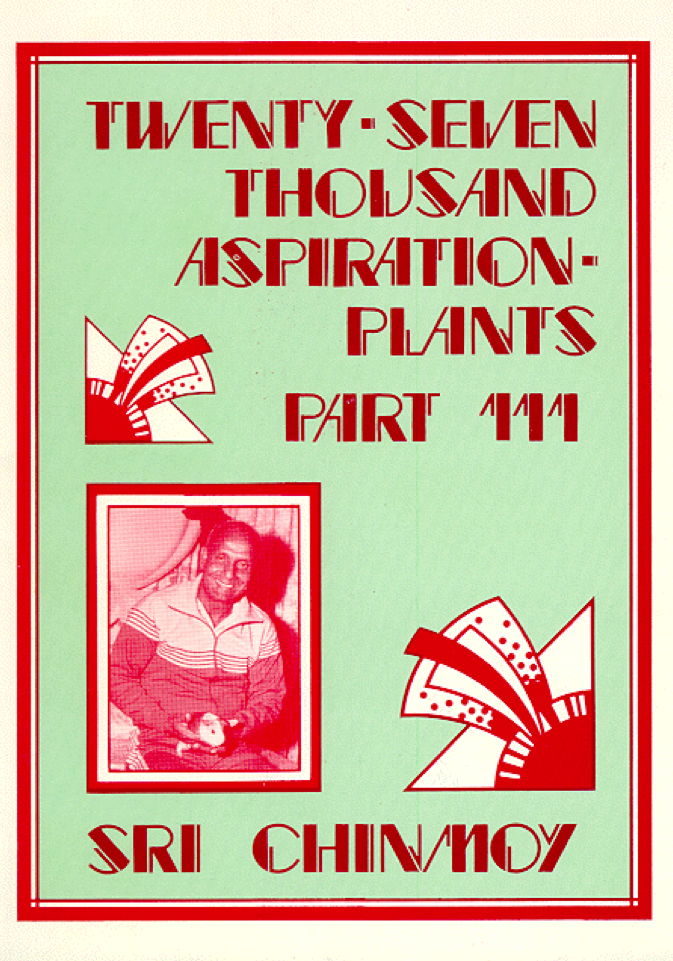 TWENTY-SEVEN
THOUSAND
ASPIRATION-
PLANTS
PART 111
SRI CHINMOY